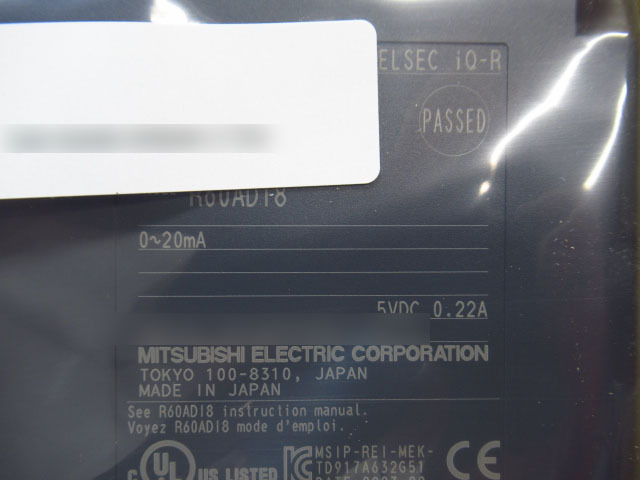 ELSEC iQ-R
PASSED
R60ADI8
0~20mA
5VDC 0.22A
MITSUBISHI ELECTRIC CORPORATION
TOKYO 100-8310, JAPAN
MADE IN JAPAN
See R60ADI8 instruction manual.
Voyez R60ADI8 mode d'emploi.
c UL US LISTED
MSIP-REI-MEK-
TD917A632G51
CE